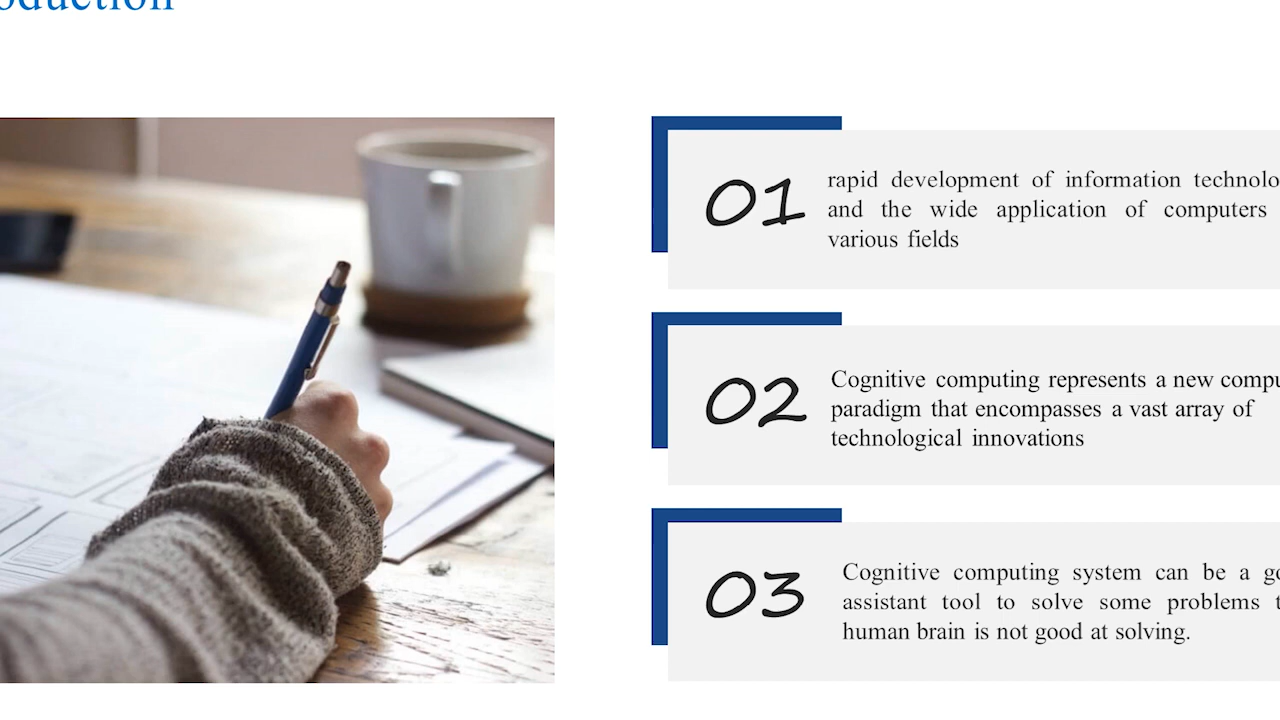 oduction
01
rapid development of information technolo
and the wide application of computers
various fields
02
Cognitive computing represents a new compu
paradigm that encompasses a vast array of
technological innovations
03
Cognitive computing system can be a go
assistant tool to solve some problems t
human brain is not good at solving.